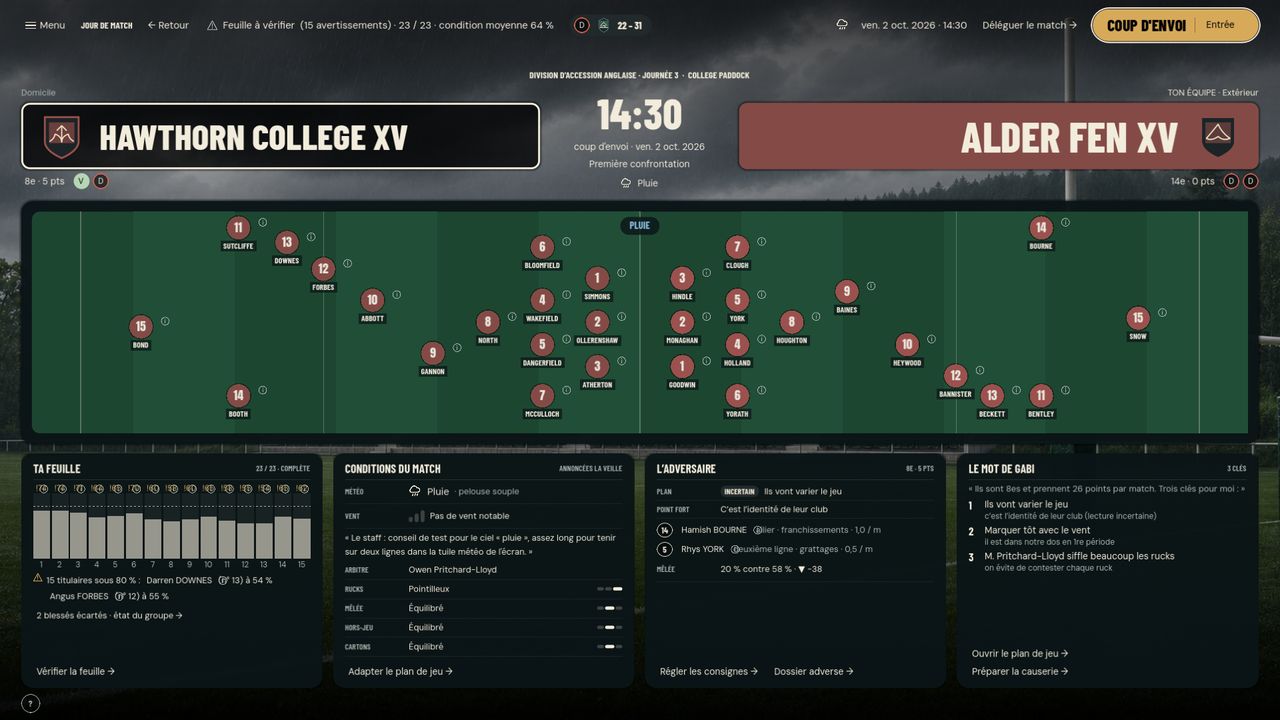 Menu
JOUR DE MATCH
← Retour
Feuille à vérifier (15 avertissements) · 23 / 23 · condition moyenne 64 %
D
22 – 31
ven. 2 oct. 2026 · 14:30
Déléguer le match →
COUP D'ENVOI
Entrée
DIVISION D'ACCESSION ANGLAISE · JOURNÉE 3 · COLLEGE PADDOCK
Domicile
TON ÉQUIPE · Extérieur
HAWTHORN COLLEGE XV
14:30
ALDER FEN XV
coup d'envoi · ven. 2 oct. 2026
Première confrontation
Pluie
8e · 5 pts
V
D
14e · 0 pts
D
D
PLUIE
11
SUTCLIFFE
13
DOWNES
12
FORBES
10
ABBOTT
15
BOND
9
GANNON
14
BOOTH
8
NORTH
6
BLOOMFIELD
4
WAKEFIELD
5
DANGERFIELD
7
MCCULLOCH
1
SIMMONS
2
OLLERENSHAW
3
ATHERTON
3
HINDLE
2
MONAGHAN
1
GOODWIN
7
CLOUGH
5
YORK
4
HOLLAND
6
YORATH
8
HOUGHTON
9
BAINES
10
HEYWOOD
12
BANNISTER
13
BECKETT
11
BENTLEY
14
BOURNE
15
SNOW
TA FEUILLE
23 / 23 · COMPLÈTE
1 2 3 4 5 6 7 8 9 10 11 12 13 14 15
15 titulaires sous 80 % : Darren DOWNES 13) à 54 %
Angus FORBES 12) à 55 %
2 blessés écartés · état du groupe →
Vérifier la feuille →
CONDITIONS DU MATCH
ANNONCÉES LA VEILLE
MÉTÉO
Pluie · pelouse souple
VENT
Pas de vent notable
« Le staff : conseil de test pour le ciel « pluie », assez long pour tenir
sur deux lignes dans la tuile météo de l'écran. »
ARBITRE
Owen Pritchard-Lloyd
RUCKS
Pointilleux
MÊLÉE
Équilibré
HORS-JEU
Équilibré
CARTONS
Équilibré
Adapter le plan de jeu →
L'ADVERSAIRE
8E · 5 PTS
PLAN
INCERTAIN
Ils vont varier le jeu
POINT FORT
C'est l'identité de leur club
14
Hamish BOURNE
ilier · franchissements · 1,0 / m
5
Rhys YORK
euxième ligne · grattages · 0,5 / m
MÊLÉE
20 % contre 58 % · ▼ −38
Régler les consignes →
Dossier adverse →
LE MOT DE GABI
3 CLÉS
« Ils sont 8es et prennent 26 points par match. Trois clés pour moi : »
1
Ils vont varier le jeu
c'est l'identité de leur club (lecture incertaine)
2
Marquer tôt avec le vent
il est dans notre dos en 1re période
3
M. Pritchard-Lloyd siffle beaucoup les rucks
on évite de contester chaque ruck
Ouvrir le plan de jeu →
Préparer la causerie →
?